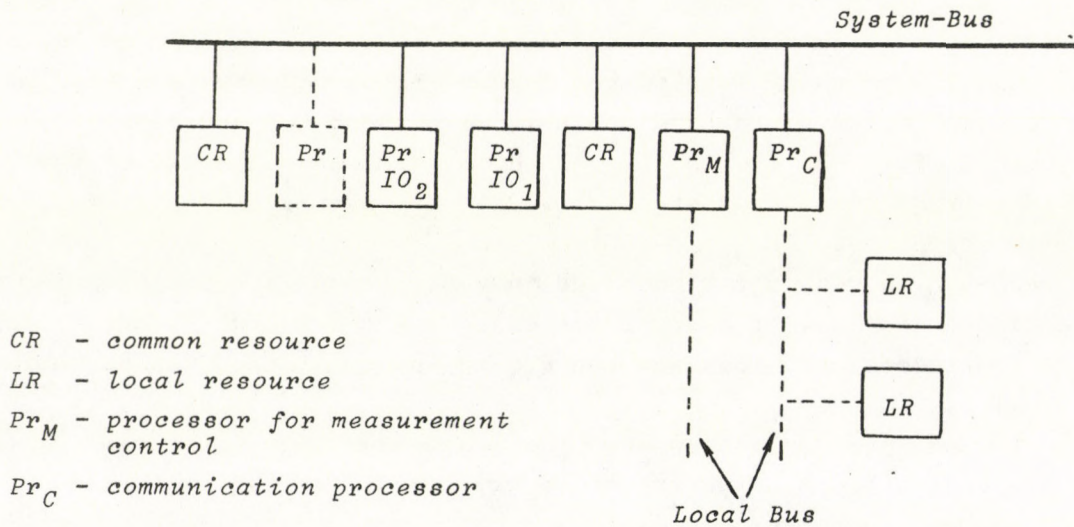 System-Bus
CR
Pr
Pr IO2
Pr IO1
CR
PrM
PrC
LR
LR
CR - common resource
LR - local resource
PrM - processor for measurement
control
PrC - communication processor
Local Bus